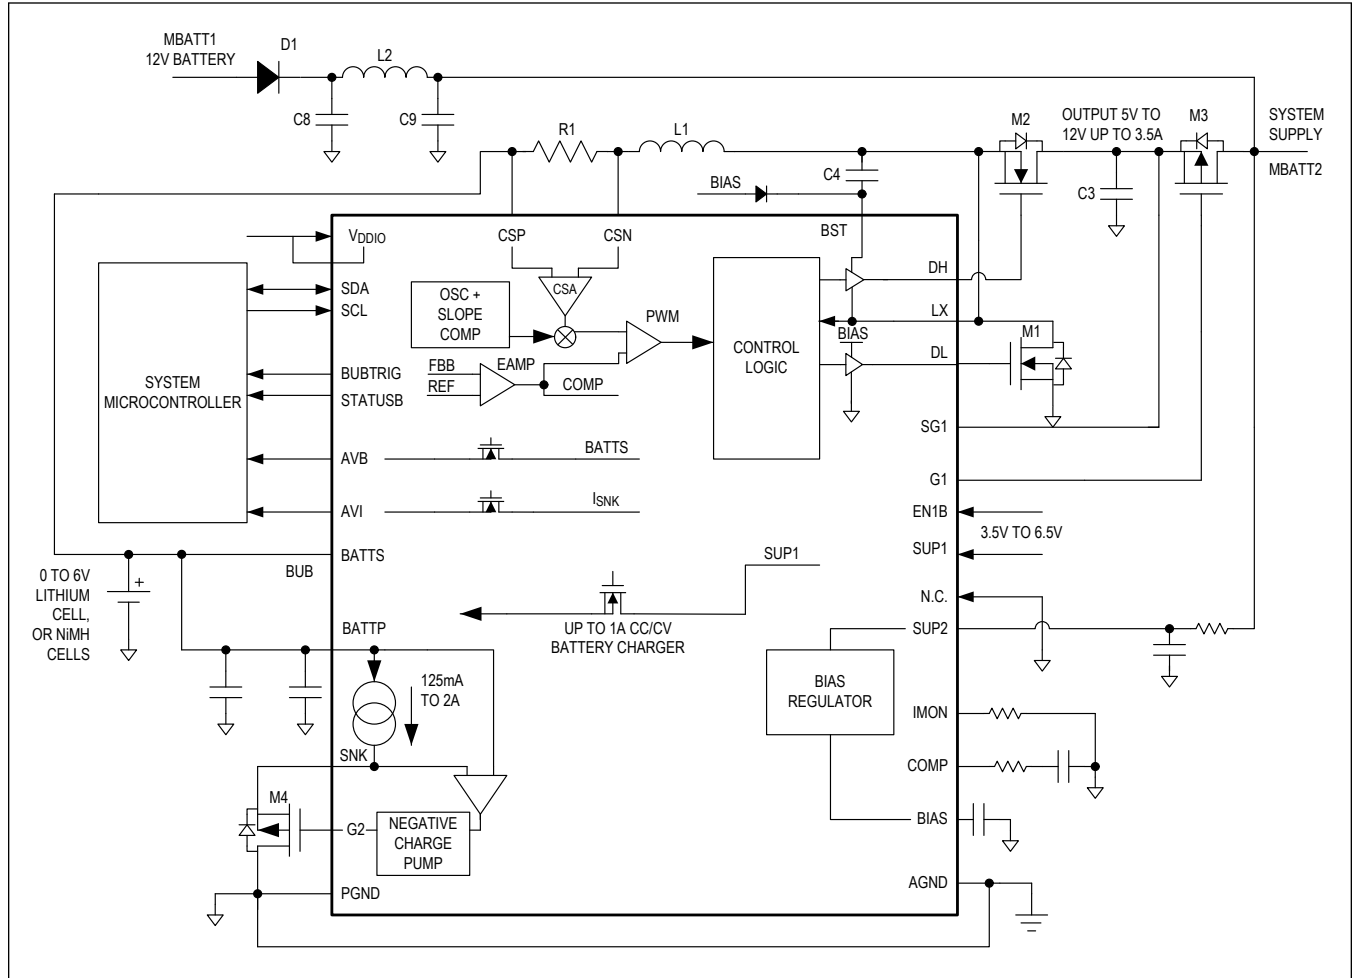 MBATT1
12V BATTERY
D1
L2
C8
C9
R1
L1
M2
OUTPUT 5V TO
12V UP TO 3.5A
M3
SYSTEM
SUPPLY
MBATT2
BIAS
C4
C3
VDDIO
CSP
CSN
BST
SDA
SCL
OSC +
SLOPE
COMP
CSA
PWM
CONTROL
LOGIC
DH
LX
BIAS
DL
M1
SYSTEM
MICROCONTROLLER
BUBTRIG
STATUSB
FBB
REF
EAMP
COMP
SG1
AVB
BATTS
G1
AVI
ISNK
EN1B
3.5V TO 6.5V
SUP1
BATTS
BUB
SUP1
0 TO 6V
LITHIUM
CELL,
OR NiMH
CELLS
N.C.
UP TO 1A CC/CV
BATTERY CHARGER
SUP2
BATTP
125mA
TO 2A
BIAS
REGULATOR
IMON
SNK
COMP
M4
G2
NEGATIVE
CHARGE
PUMP
BIAS
PGND
AGND